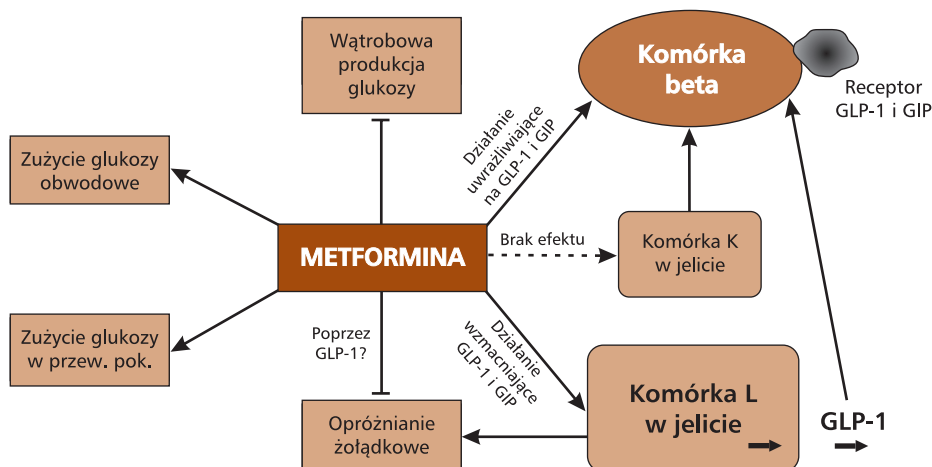 Wątrobowa
produkcja
glukozy
Komórka
beta
Receptor
GLP-1 i GIP
Zużycie glukozy
obwodowe
Działanie
uwrażliwiające
na GLP-1 i GIP
METFORMINA
Brak efektu
Komórka K
w jelicie
Zużycie glukozy
w przew. pok.
Poprzez
GLP-1?
Działanie
wzmacniające
GLP-1 i GIP
Komórka L
w jelicie
GLP-1
Opróżnianie
żołądkowe